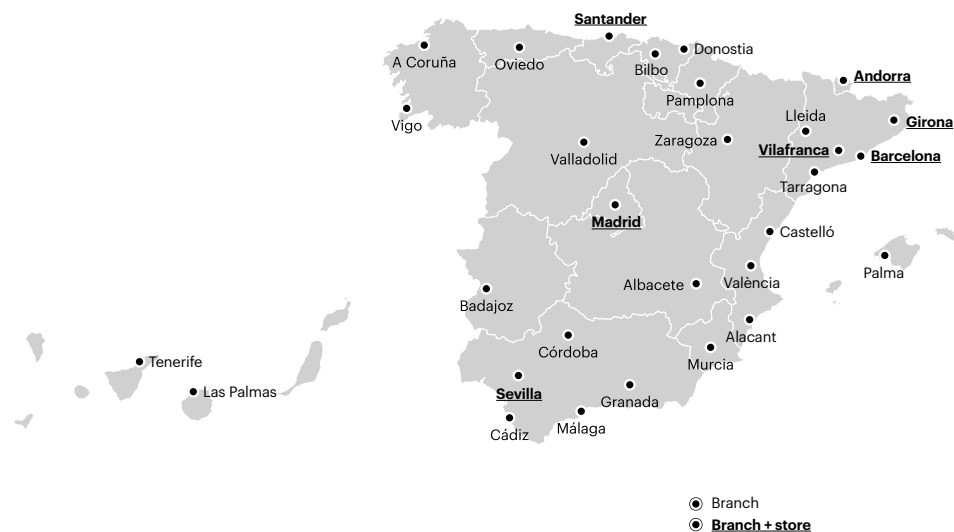 Santander
Donostia
A Coruña
Oviedo
Bilbo
Andorra
Pamplona
Lleida
Vigo
Girona
Zaragoza
Vilafranca
Barcelona
Valladolid
Tarragona
Madrid
Castelló
Palma
València
Albacete
Badajoz
Alacant
Córdoba
Tenerife
Murcia
Las Palmas
Sevilla
Granada
Málaga
Cádiz
Branch
Branch + store